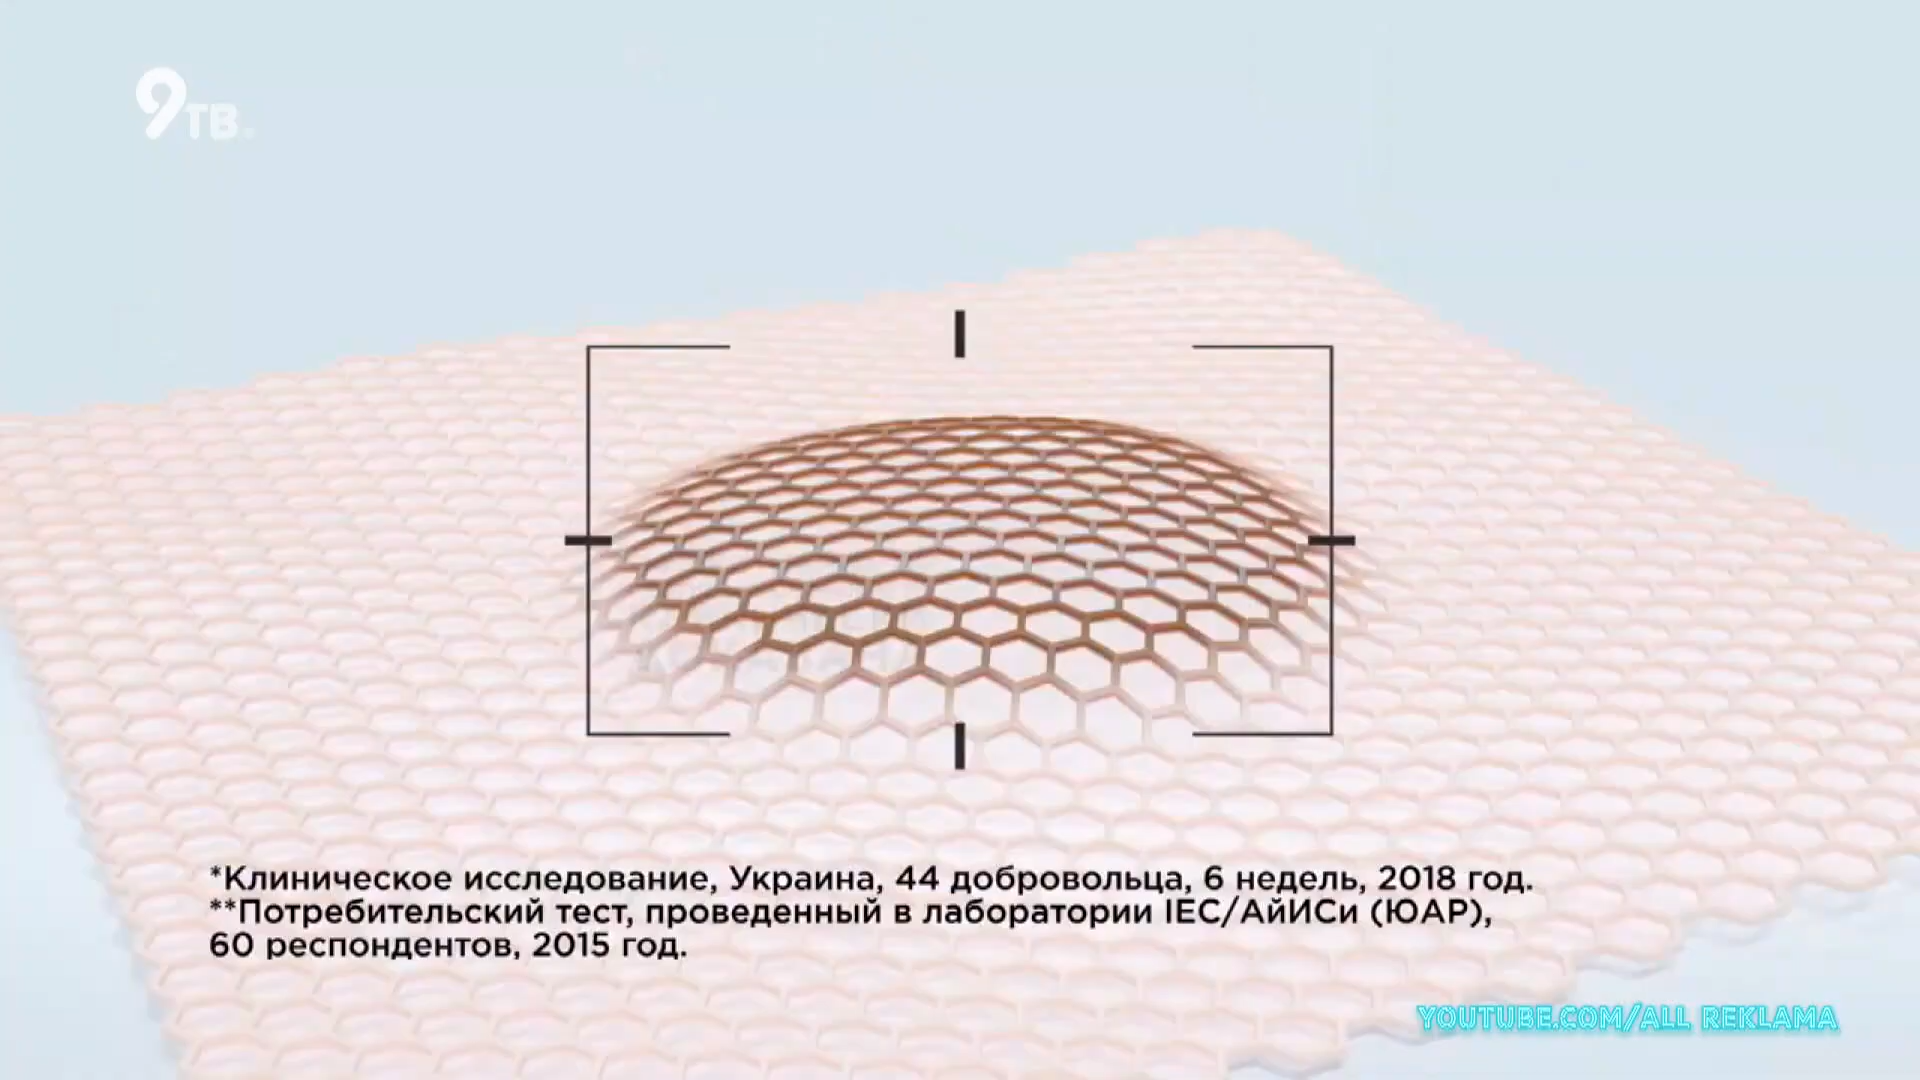 9ТВ.
*Клиническое исследование, Украина, 44 добровольца, 6 недель, 2018 год.
**Потребительский тест, проведенный в лаборатории IEC/АйИСи (ЮАР),
60 респондентов, 2015 год.
YOUTUBE.COM/ALL REKLAMA